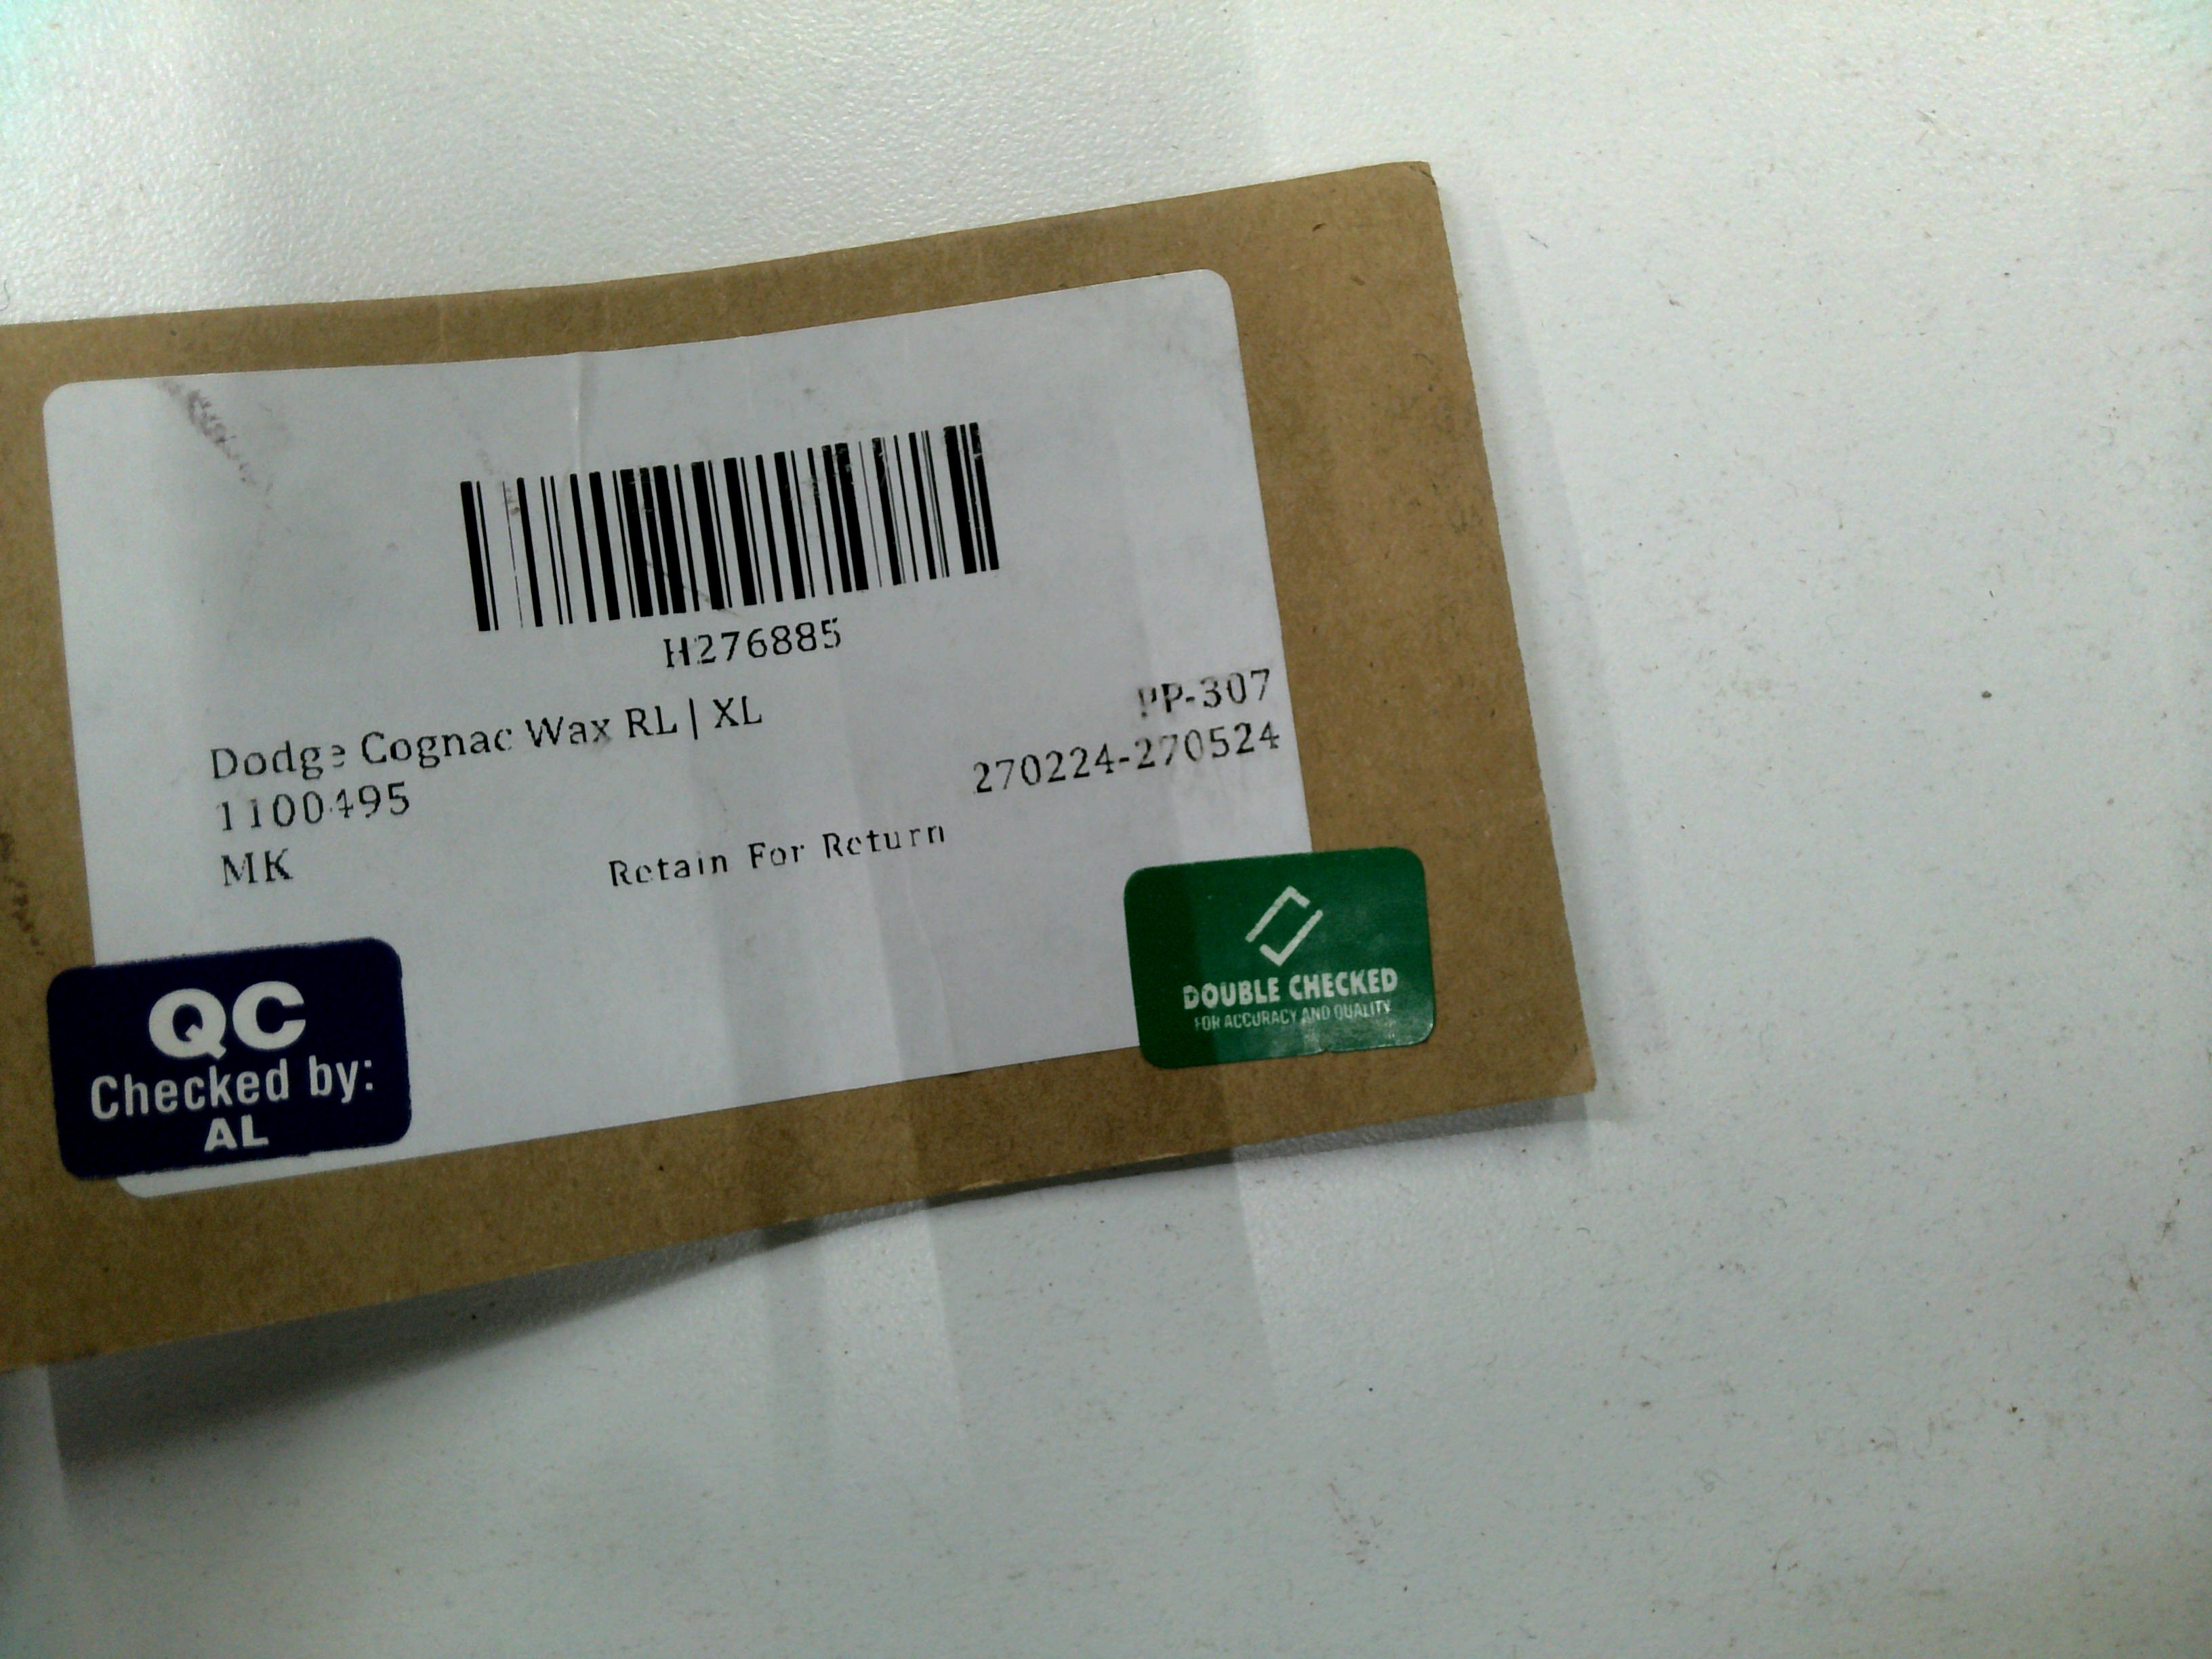 H276885
Dodge Cognac Wax RL | XL
PP-307
1100495
270224-270524
MK
Retain For Return
QC
Checked by:
AL
DOUBLE CHECKED
FOR ACCURACY AND QUALITY